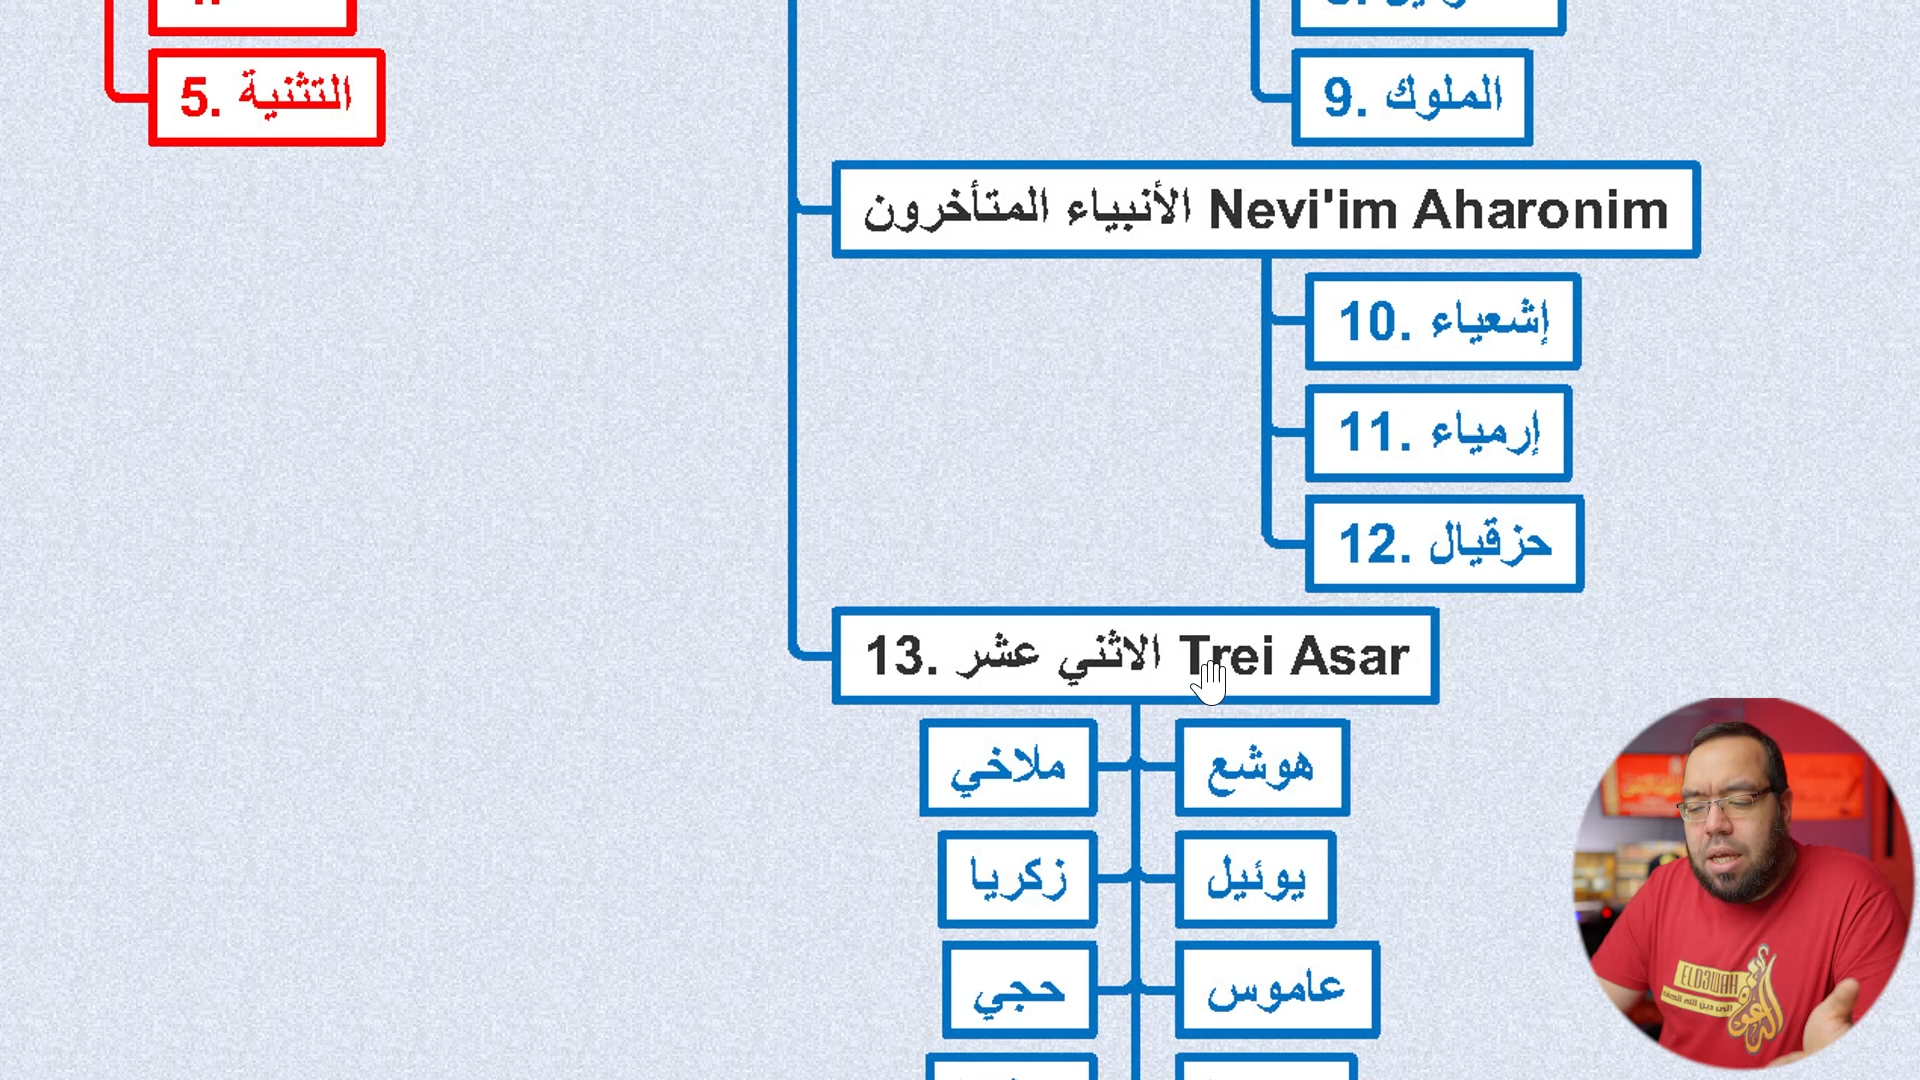 5. التثنية
9. الملوك
الأنبياء المتأخرون Nevi'im Aharonim
10. إشعياء
11. إرمياء
12. حزقيال
13. الاثني عشر Trei Asar
هوشع
ملاخي
يوئيل
زكريا
عاموس
حجي
ELD3WAH